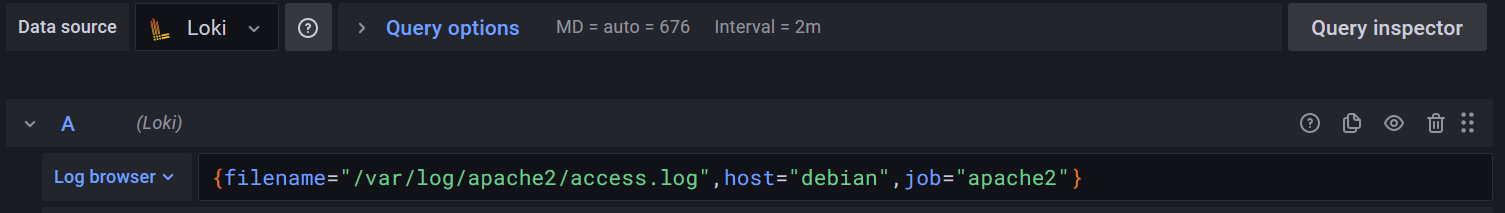 Data source Loki Query options MD = auto = 676 Interval = 2m Query inspector
A (Loki)
Log browser {filename="/var/log/apache2/access.log",host="debian",job="apache2"}